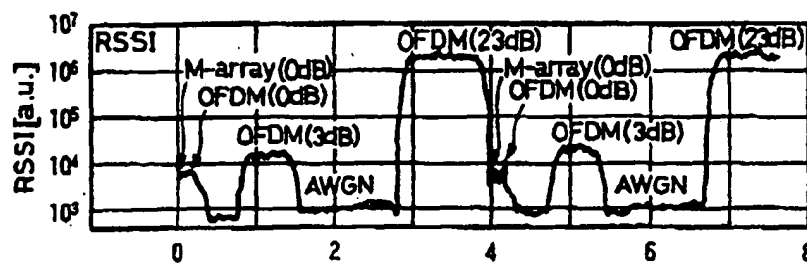 10⁷
RSSI
OFDM(23dB)
OFDM(23dB)
10⁶
M-array(0dB)
M-array(0dB)
OFDM(0dB)
OFDM(0dB)
10⁵
OFDM(3dB)
OFDM(3dB)
10⁴
AWGN
AWGN
10³
RSSI[a.u.]
0 2 4 6 8